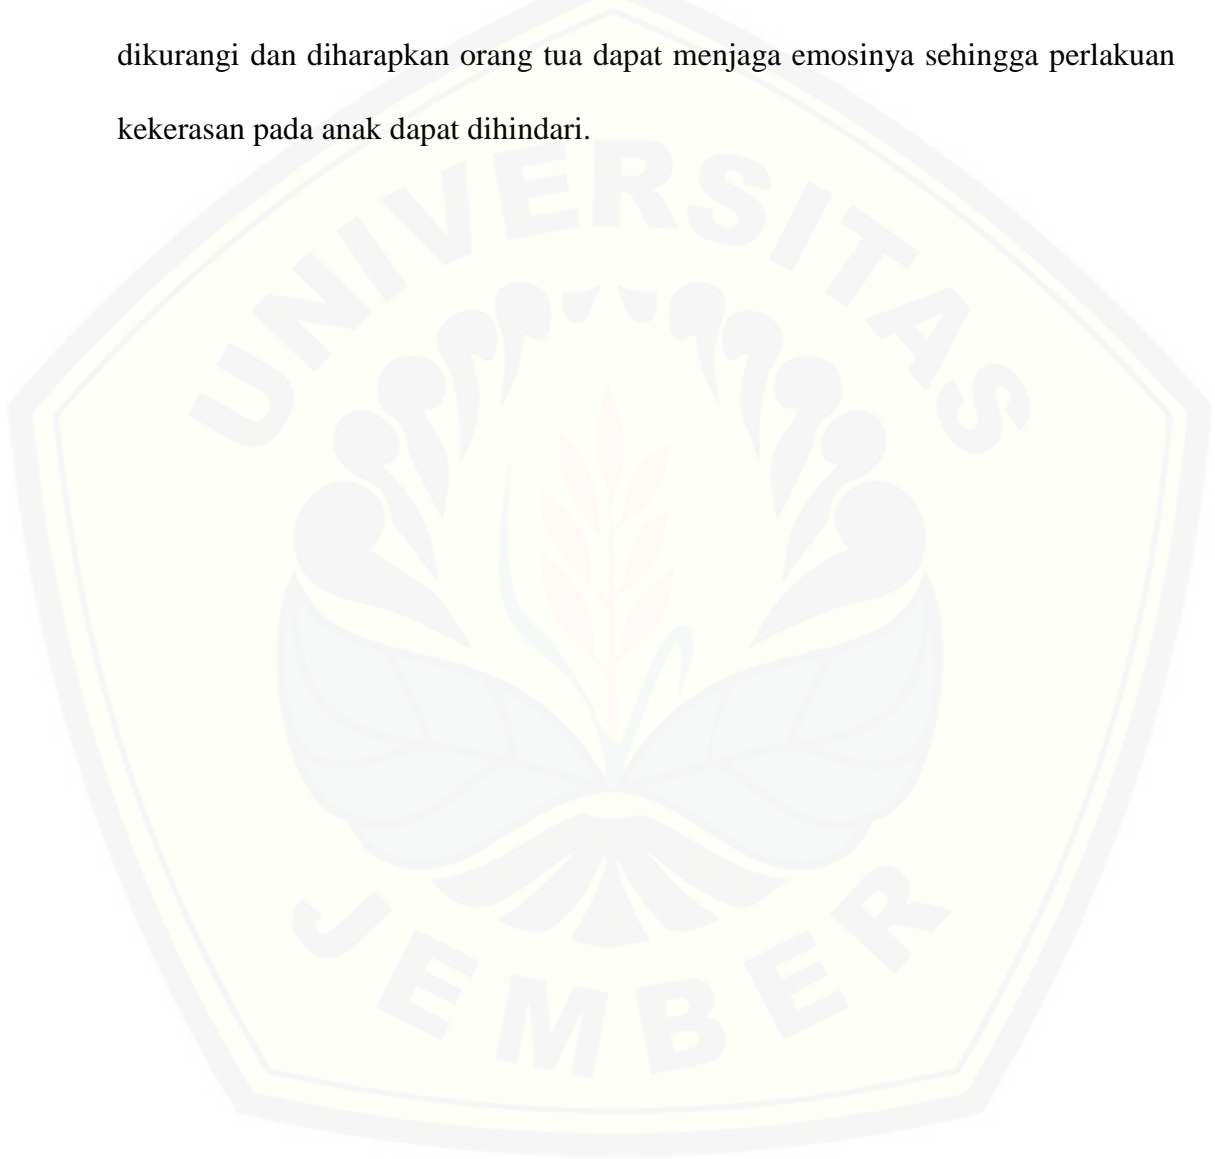 dikurangi dan diharapkan orang tua dapat menjaga emosinya sehingga perlakuan
kekerasan pada anak dapat dihindari.
UNIVERSITAS
JEMBER